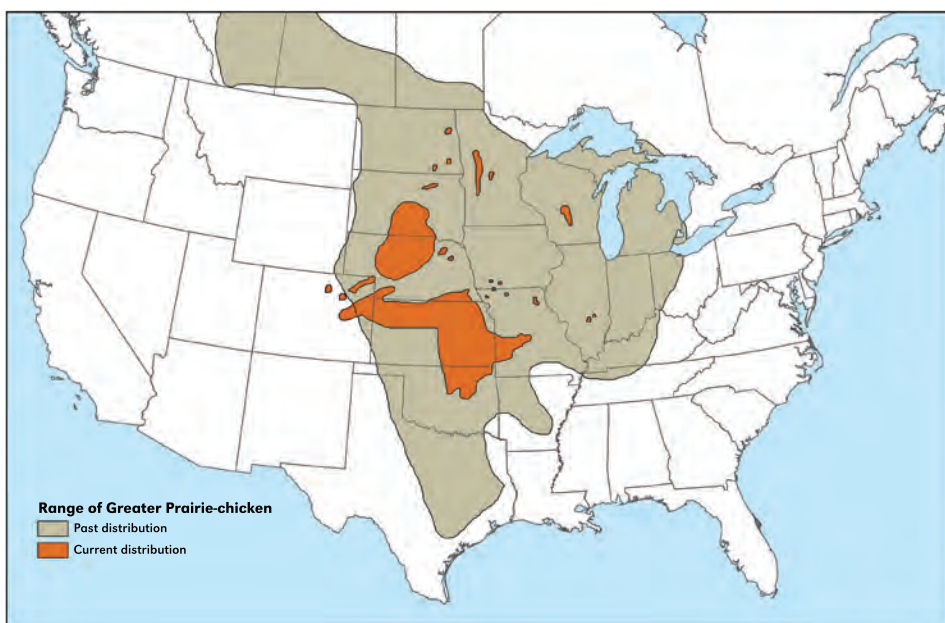 Range of Greater Prairie-chicken
Past distribution
Current distribution